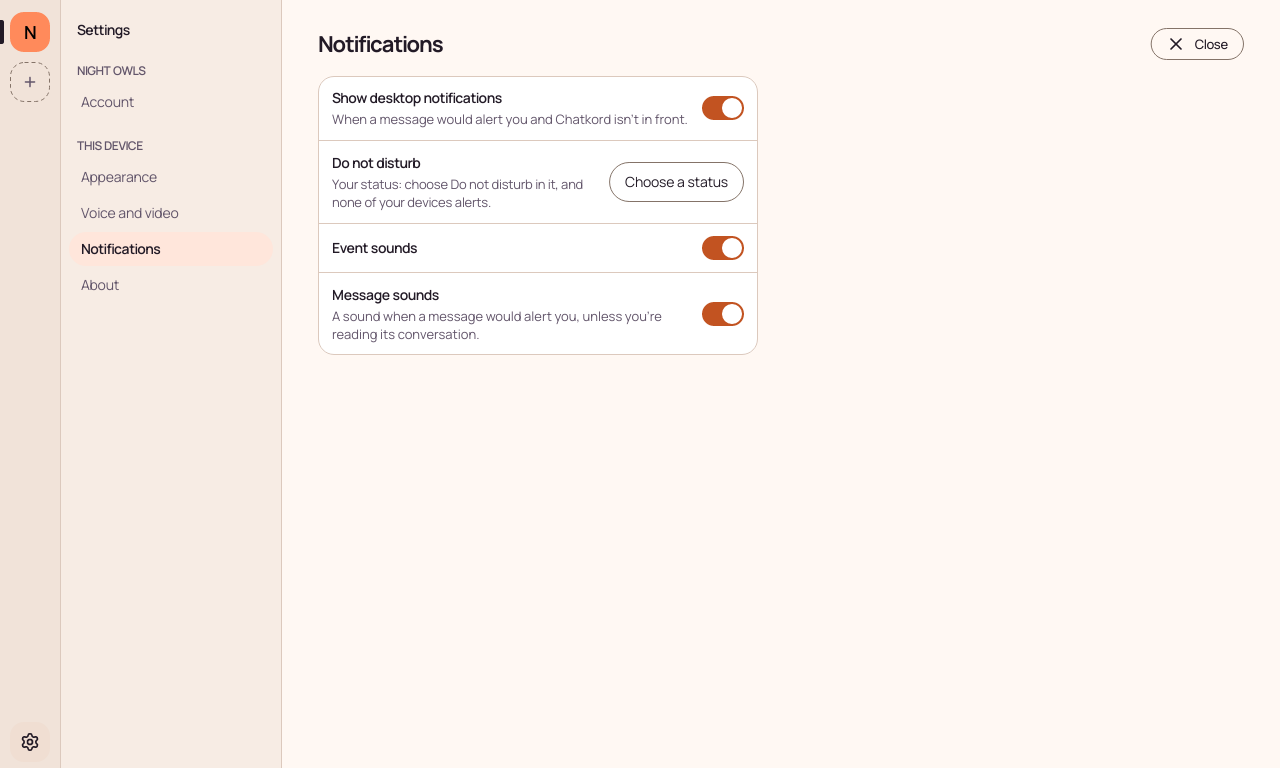 N
Settings
NIGHT OWLS
Account
THIS DEVICE
Appearance
Voice and video
Notifications
About
Notifications
Close
Show desktop notifications
When a message would alert you and Chatkord isn't in front.
Do not disturb
Your status: choose Do not disturb in it, and
none of your devices alerts.
Choose a status
Event sounds
Message sounds
A sound when a message would alert you, unless you're
reading its conversation.